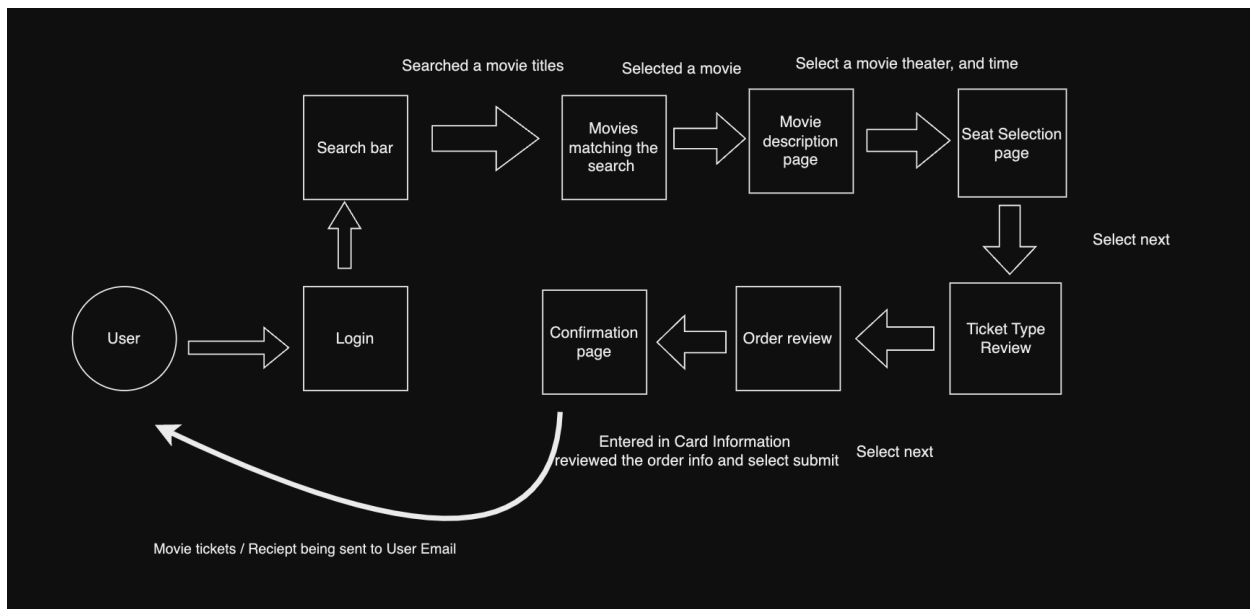 Searched a movie titles
Selected a movie
Select a movie theater, and time
Search bar
Movies
matching the
search
Movie
description
page
Seat Selection
page
Select next
User
Login
Confirmation
page
Order review
Ticket Type
Review
Entered in Card Information
reviewed the order info and select submit
Select next
Movie tickets / Reciept being sent to User Email